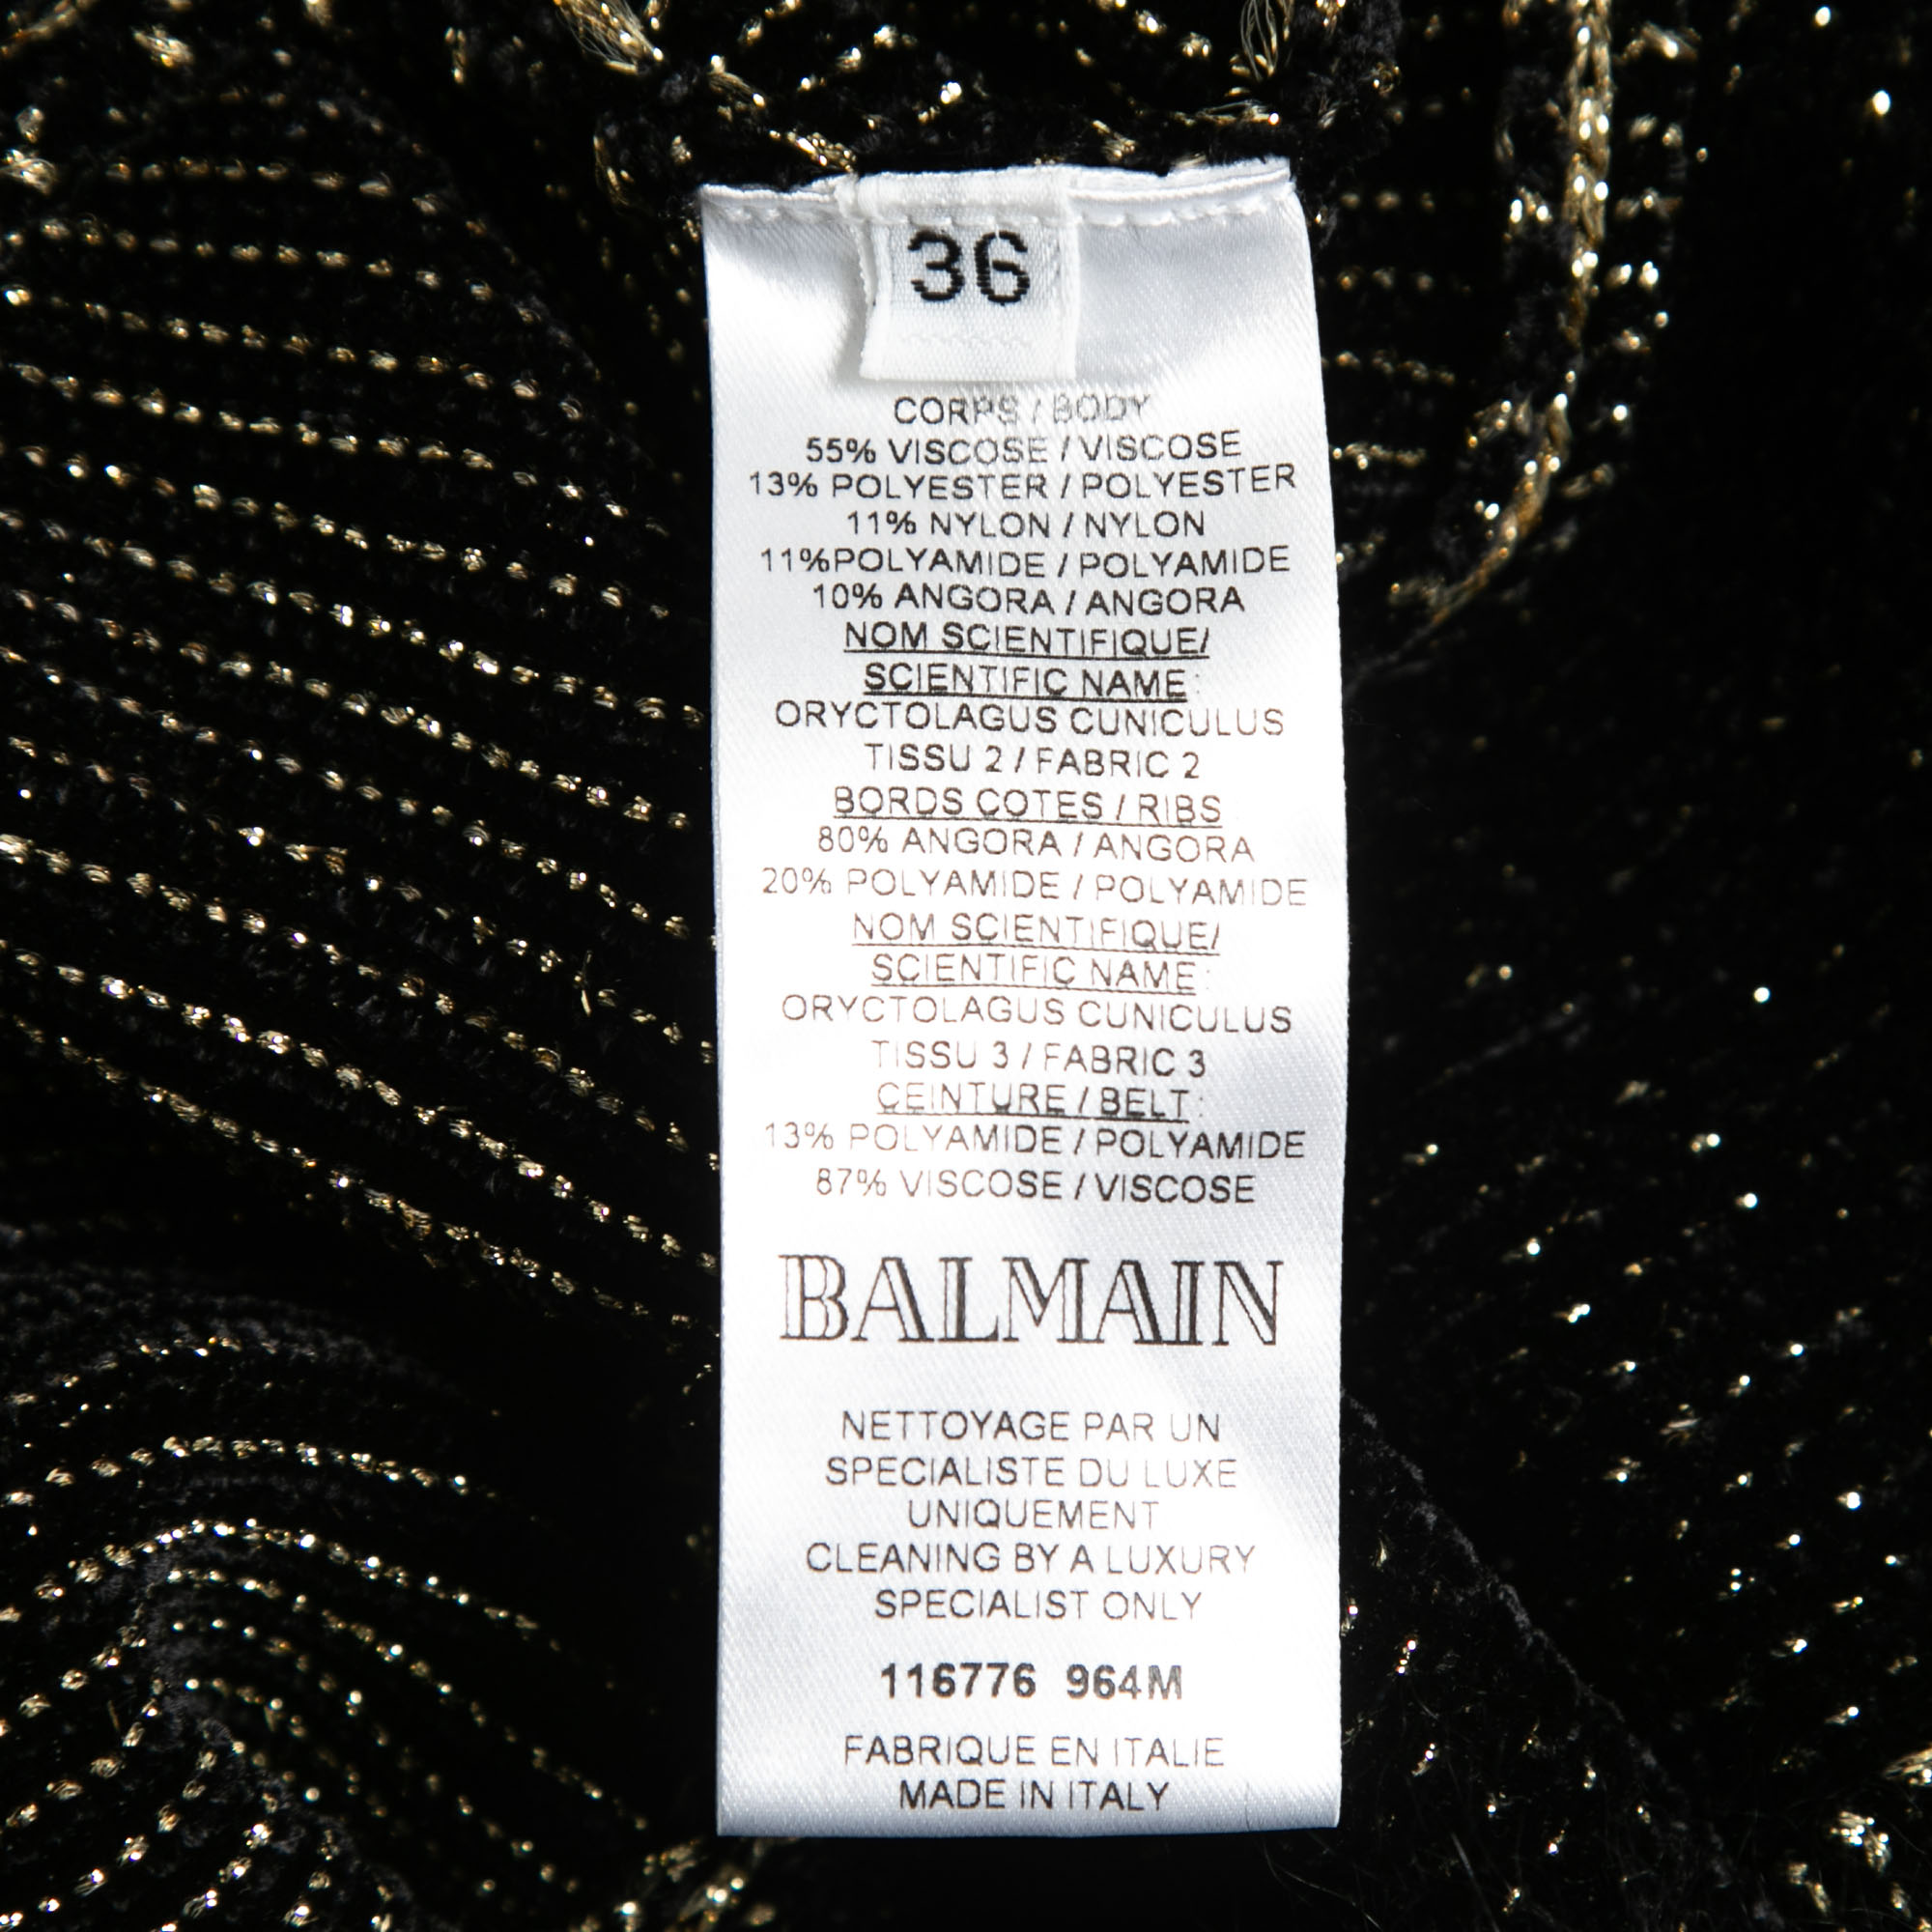 36
CORPS / BODY
55% VISCOSE / VISCOSE
13% POLYESTER / POLYESTER
11% NYLON / NYLON
11%POLYAMIDE / POLYAMIDE
10% ANGORA / ANGORA
NOM SCIENTIFIQUE/
SCIENTIFIC NAME:
ORYCTOLAGUS CUNICULUS
TISSU 2 / FABRIC 2
BORDS COTES / RIBS
80% ANGORA / ANGORA
20% POLYAMIDE / POLYAMIDE
NOM SCIENTIFIQUE/
SCIENTIFIC NAME:
ORYCTOLAGUS CUNICULUS
TISSU 3 / FABRIC 3
CEINTURE / BELT:
13% POLYAMIDE / POLYAMIDE
87% VISCOSE / VISCOSE
BALMAIN
NETTOYAGE PAR UN
SPECIALISTE DU LUXE
UNIQUEMENT
CLEANING BY A LUXURY
SPECIALIST ONLY
116776 964M
FABRIQUE EN ITALIE
MADE IN ITALY